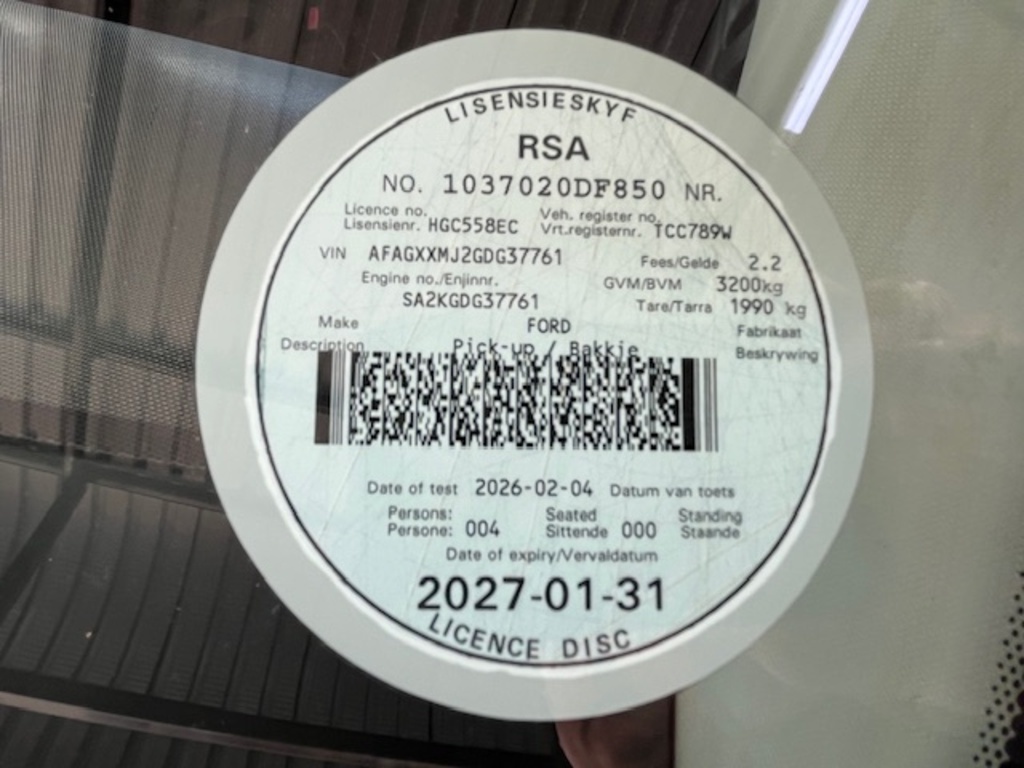 LISENSIESKYF
RSA
NO. 1037020DF850 NR.
Licence no. Veh. register no.
Lisensienr. HGC558EC Vrt.registernr. TCC789W
VIN AFAGXXMJ2GDG37761 Fees/Gelde 2.2
Engine no./Enjinnr. GVM/BVM 3200kg
SA2KGDG37761 Tare/Tarra 1990 kg
Make FORD Fabrikaat
Description Pick-up / Bakkie Beskrywing
Date of test 2026-02-04 Datum van toets
Persons: Seated Standing
Persone: 004 Sittende 000 Staande
Date of expiry/Vervaldatum
2027-01-31
LICENCE DISC